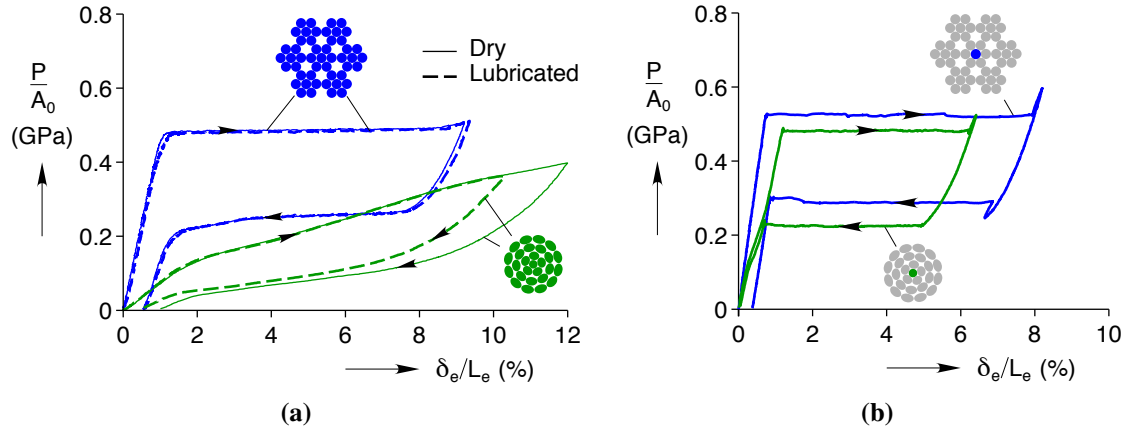 0.8
P
A₀
(GPa)
0.6
0.4
0.2
0
0 2 4 6 8 10 12
δₑ/Lₑ (%)
Dry
Lubricated
(a)
0.8
P
A₀
(GPa)
0.6
0.4
0.2
0
0 2 4 6 8 10
δₑ/Lₑ (%)
(b)